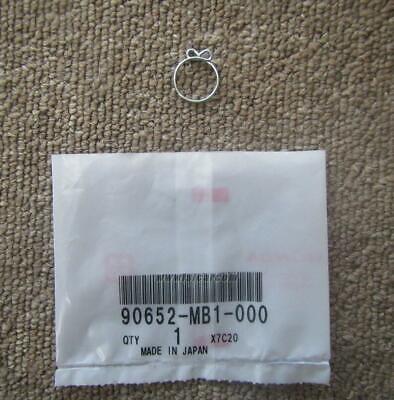 90652-MB1-000
QTY 1 X7C20
MADE IN JAPAN